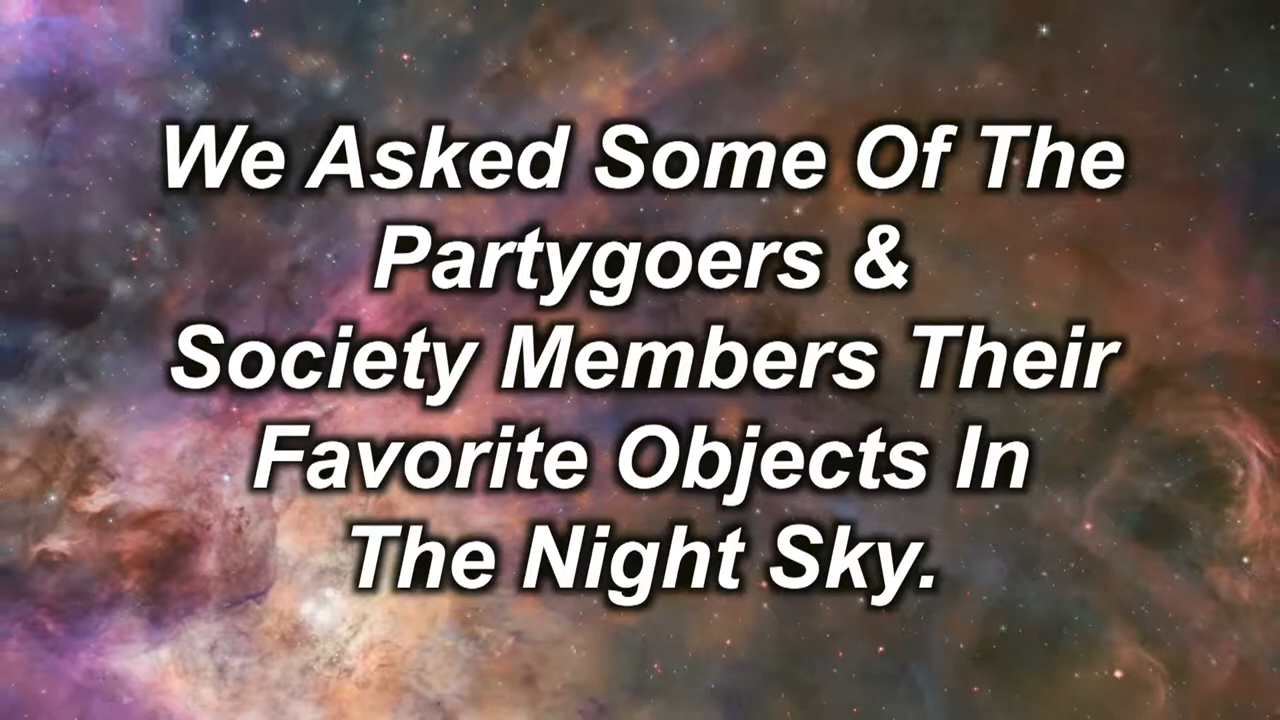 We Asked Some Of The
Partygoers &
Society Members Their
Favorite Objects In
The Night Sky.